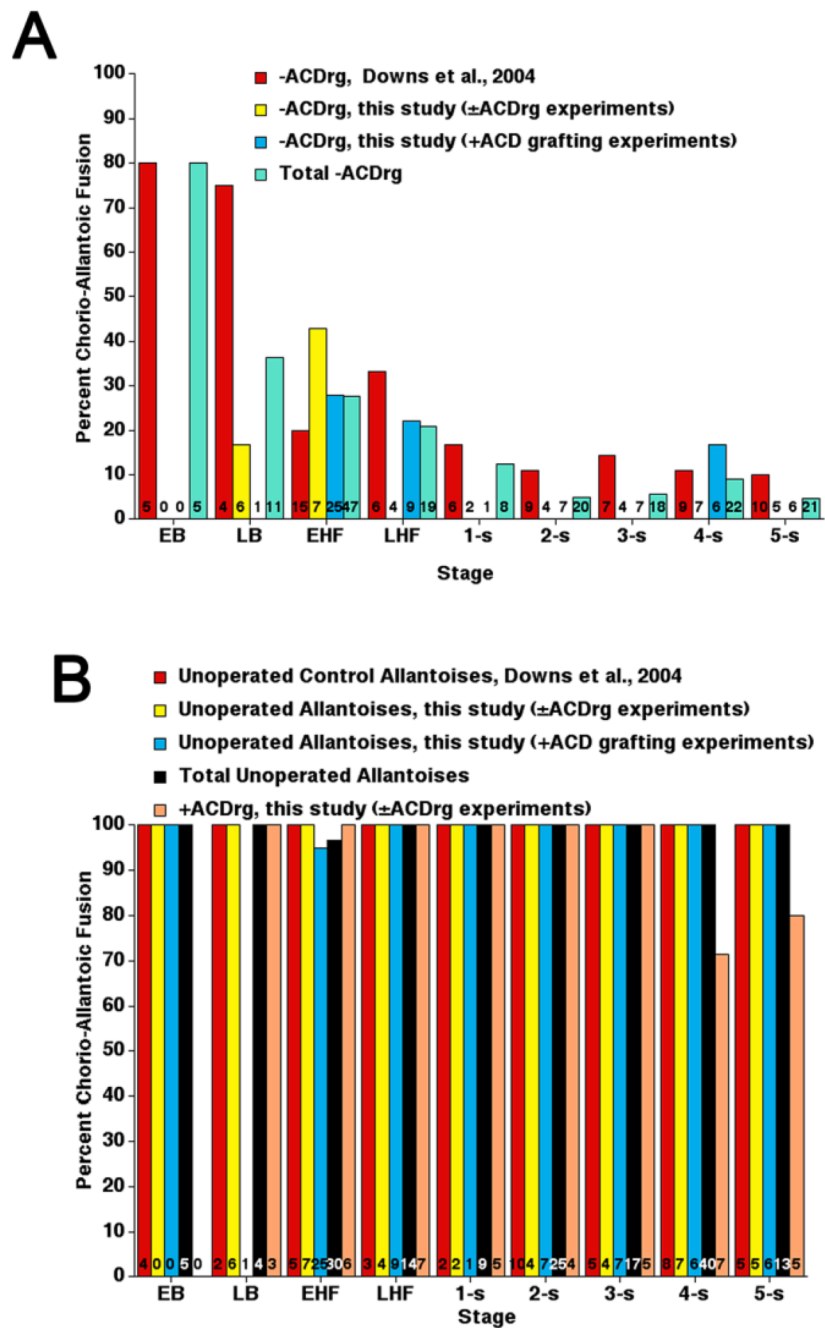 A
100
90
80
70
60
50
40
30
20
10
0
Percent Chorio-Allantoic Fusion
-ACDrg, Downs et al., 2004
-ACDrg, this study (±ACDrg experiments)
-ACDrg, this study (+ACD grafting experiments)
Total -ACDrg
5 0 0 5 4 6 1 11 15 7 25 47 6 4 9 19 6 2 1 8 9 4 7 20 7 4 7 18 9 7 6 22 10 5 6 21
EB LB EHF LHF 1-s 2-s 3-s 4-s 5-s
Stage
B
Unoperated Control Allantoises, Downs et al., 2004
Unoperated Allantoises, this study (±ACDrg experiments)
Unoperated Allantoises, this study (+ACD grafting experiments)
Total Unoperated Allantoises
+ACDrg, this study (±ACDrg experiments)
100
90
80
70
60
50
40
30
20
10
0
Percent Chorio-Allantoic Fusion
4 0 0 5 0 2 6 1 4 3 5 7 25 30 6 3 4 9 14 7 2 2 1 9 5 10 4 7 25 4 5 4 7 17 5 8 7 6 40 7 5 5 6 13 5
EB LB EHF LHF 1-s 2-s 3-s 4-s 5-s
Stage